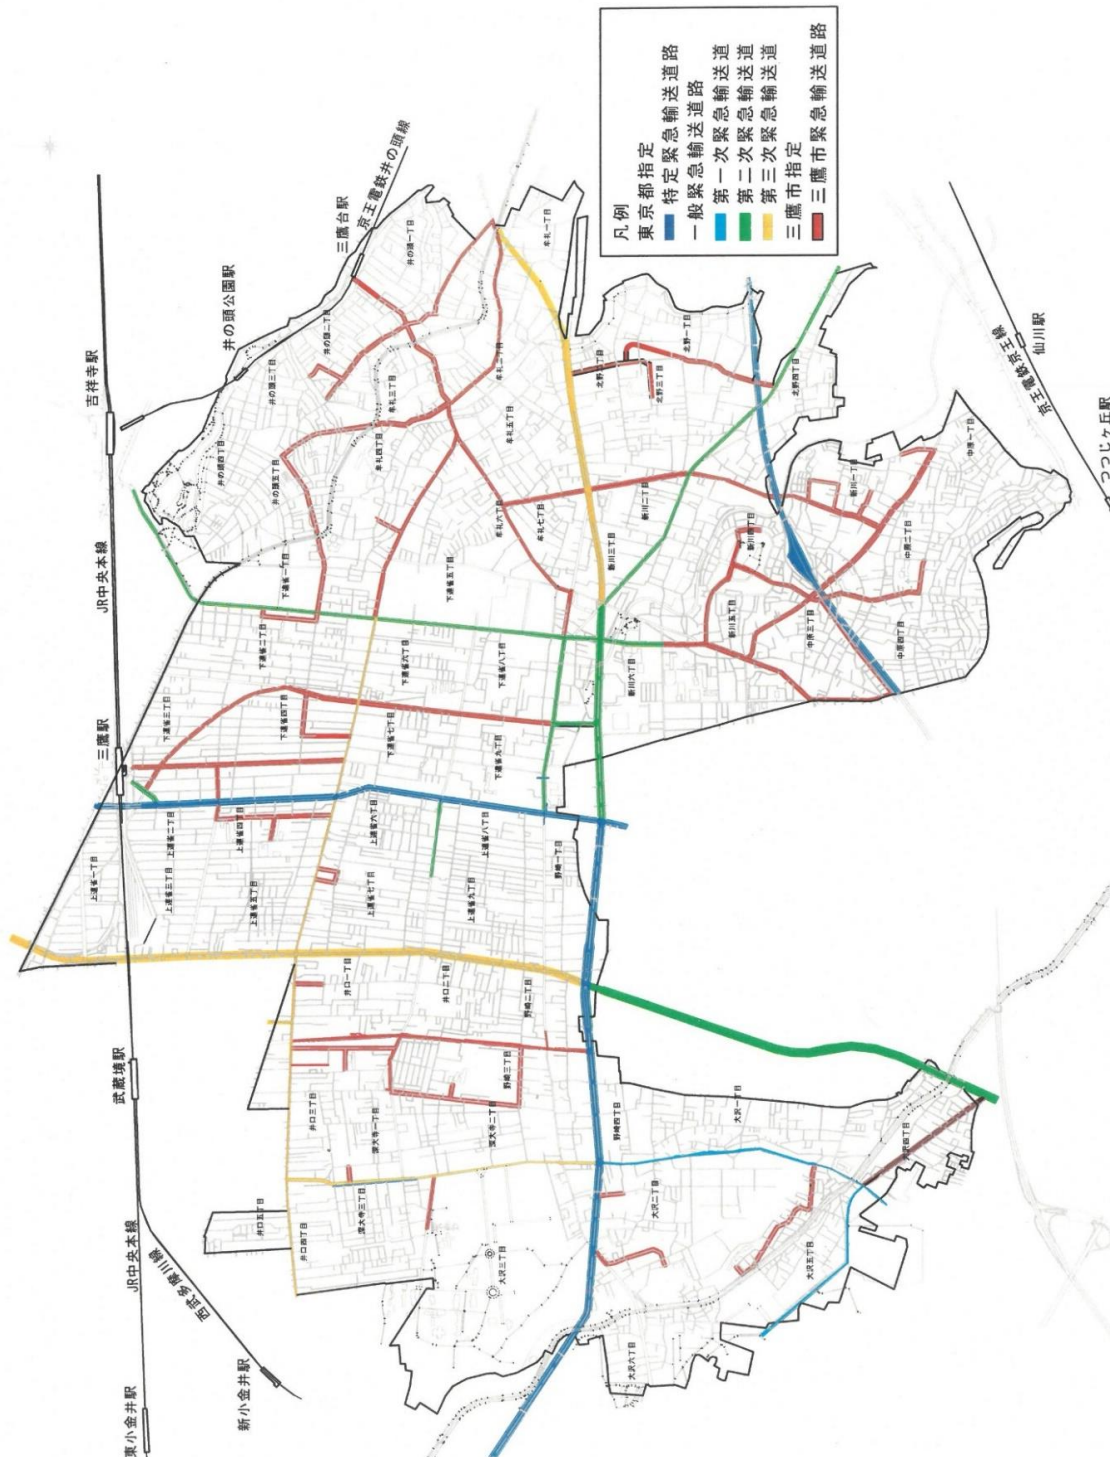 凡例
東京都指定
特定緊急輸送道路
一般緊急輸送道路
第一次緊急輸送道
第二次緊急輸送道
第三次緊急輸送道
三鷹市指定
三鷹市緊急輸送道路
吉祥寺駅
JR中央本線
三鷹駅
武蔵境駅
JR中央本線
東小金井駅
西武多摩川線
新小金井駅
井の頭公園駅
三鷹台駅
京王電鉄井の頭線
京王電鉄京王線
仙川駅
つつじヶ丘駅
井の頭一丁目
井の頭二丁目
井の頭三丁目
井の頭四丁目
井の頭五丁目
牟礼一丁目
牟礼二丁目
牟礼三丁目
牟礼四丁目
牟礼五丁目
牟礼六丁目
牟礼七丁目
北野一丁目
北野二丁目
北野三丁目
北野四丁目
新川一丁目
新川二丁目
新川三丁目
新川四丁目
新川五丁目
新川六丁目
中原一丁目
中原二丁目
中原三丁目
中原四丁目
下連雀一丁目
下連雀二丁目
下連雀三丁目
下連雀四丁目
下連雀五丁目
下連雀六丁目
下連雀七丁目
下連雀八丁目
下連雀九丁目
上連雀一丁目
上連雀二丁目
上連雀三丁目
上連雀四丁目
上連雀五丁目
上連雀六丁目
上連雀七丁目
上連雀八丁目
上連雀九丁目
野崎一丁目
野崎二丁目
野崎三丁目
野崎四丁目
井口一丁目
井口二丁目
井口三丁目
井口四丁目
井口五丁目
深大寺一丁目
深大寺二丁目
深大寺三丁目
大沢一丁目
大沢二丁目
大沢三丁目
大沢四丁目
大沢五丁目
大沢六丁目